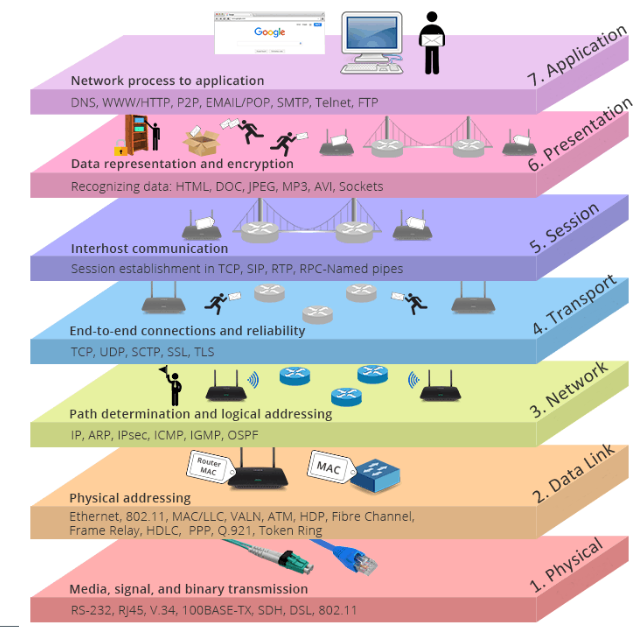 Google
Network process to application
7. Application
DNS, WWW/HTTP, P2P, EMAIL/POP, SMTP, Telnet, FTP
Data representation and encryption
6. Presentation
Recognizing data: HTML, DOC, JPEG, MP3, AVI, Sockets
Interhost communication
5. Session
Session establishment in TCP, SIP, RTP, RPC-Named pipes
End-to-end connections and reliability
4. Transport
TCP, UDP, SCTP, SSL, TLS
Path determination and logical addressing
3. Network
IP, ARP, IPsec, ICMP, IGMP, OSPF
Router
MAC
MAC
Physical addressing
2. Data Link
Ethernet, 802.11, MAC/LLC, VALN, ATM, HDP, Fibre Channel,
Frame Relay, HDLC, PPP, Q.921, Token Ring
Media, signal, and binary transmission
1. Physical
RS-232, RJ45, V.34, 100BASE-TX, SDH, DSL, 802.11